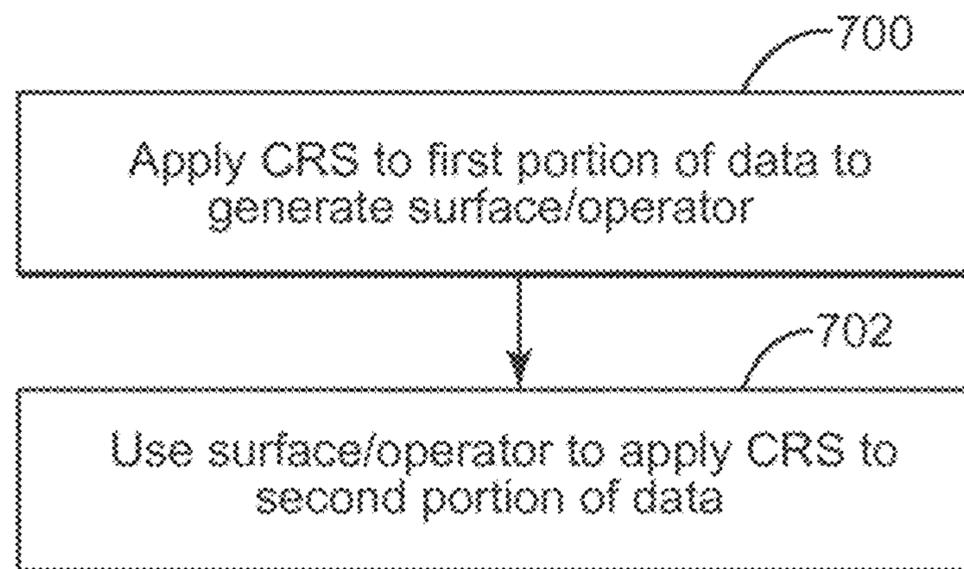 700
Apply CRS to first portion of data to
generate surface/operator
702
Use surface/operator to apply CRS to
second portion of data